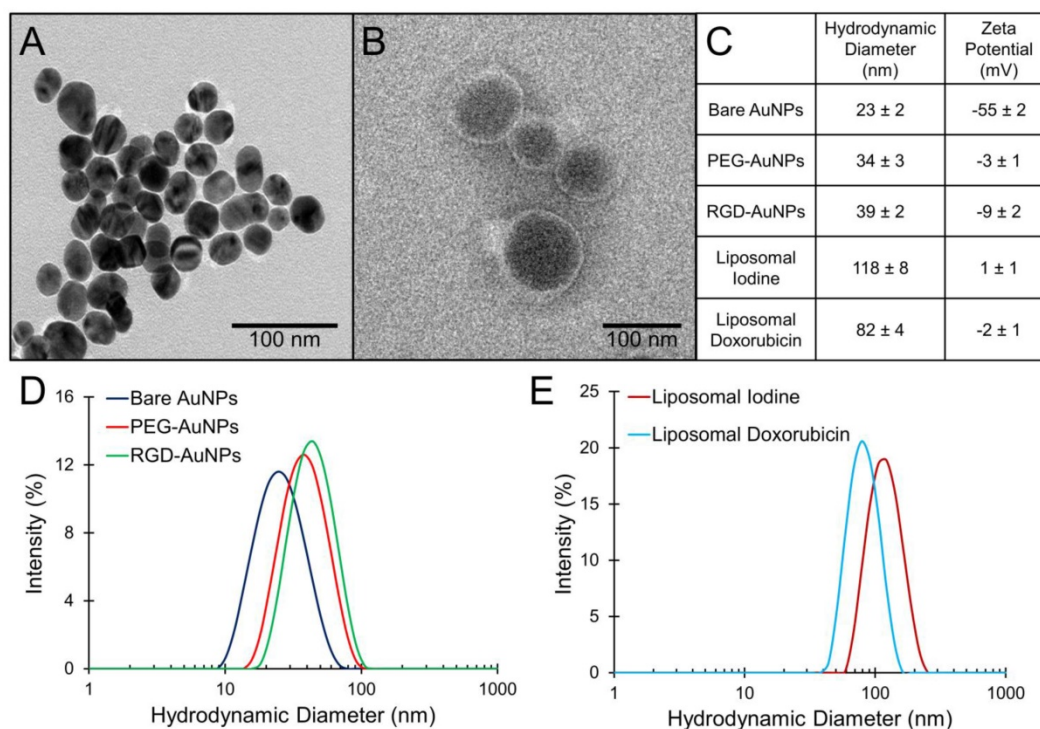 A
100 nm
B
100 nm
C
Hydrodynamic
Diameter
(nm)
Zeta
Potential
(mV)
Bare AuNPs 23 ± 2 -55 ± 2
PEG-AuNPs 34 ± 3 -3 ± 1
RGD-AuNPs 39 ± 2 -9 ± 2
Liposomal
Iodine
118 ± 8 1 ± 1
Liposomal
Doxorubicin
82 ± 4 -2 ± 1
D
Bare AuNPs
PEG-AuNPs
RGD-AuNPs
Intensity (%)
16
12
8
4
0
1 10 100 1000
Hydrodynamic Diameter (nm)
E
Liposomal Iodine
Liposomal Doxorubicin
Intensity (%)
25
20
15
10
5
0
1 10 100 1000
Hydrodynamic Diameter (nm)